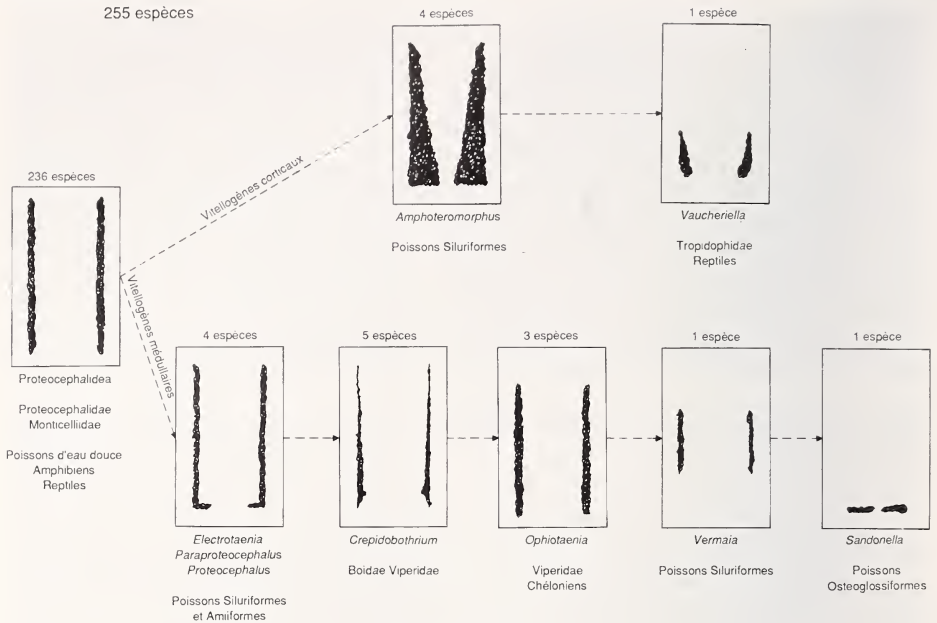 255 espèces
4 espèces
1 espèce
Amphoteromorphus
Poissons Siluriformes
Vaucheriella
Tropidophidae
Reptiles
Vitellogènes corticaux
Vitellogènes médullaires
236 espèces
Proteocephalidea
Proteocephalidae
Monticelliidae
Poissons d'eau douce
Amphibiens
Reptiles
4 espèces
Electrotaenia
Paraproteocephalus
Proteocephalus
Poissons Siluriformes
et Amiiformes
5 espèces
Crepidobothrium
Boidae Viperidae
3 espèces
Ophiotaenia
Viperidae
Chéloniens
1 espèce
Vermaia
Poissons Siluriformes
1 espèce
Sandonella
Poissons
Osteoglossiformes